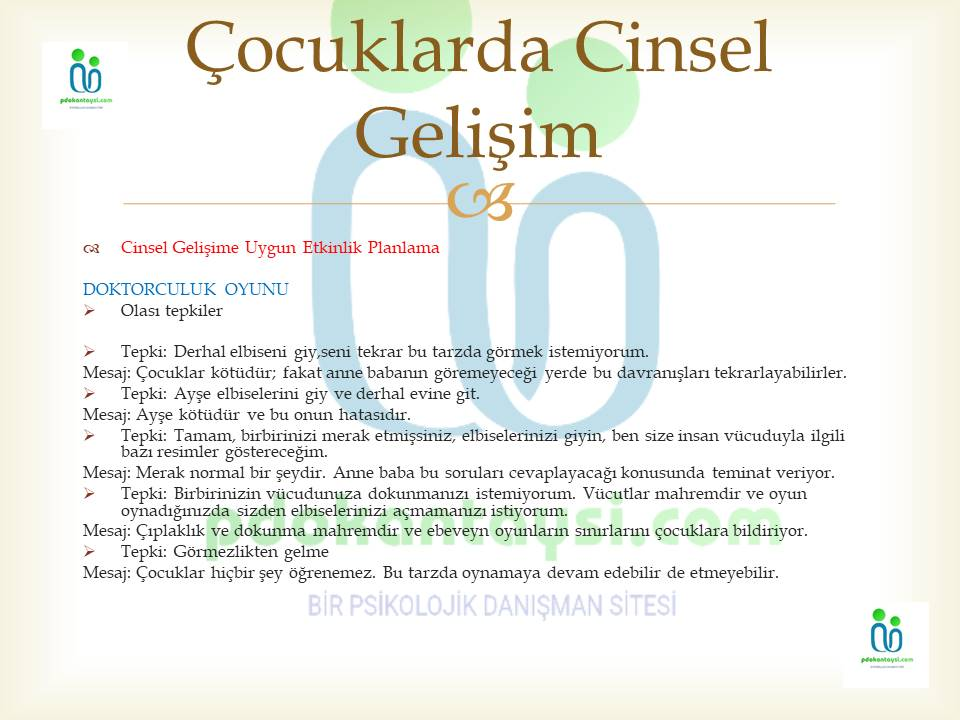 Çocuklarda Cinsel
Gelişim
pdokantaysi.com
Cinsel Gelişime Uygun Etkinlik Planlama
DOKTORCULUK OYUNU
Olası tepkiler
Tepki: Derhal elbiseni giy,seni tekrar bu tarzda görmek istemiyorum.
Mesaj: Çocuklar kötüdür; fakat anne babanın göremeyeceği yerde bu davranışları tekrarlayabilirler.
Tepki: Ayşe elbiselerini giy ve derhal evine git.
Mesaj: Ayşe kötüdür ve bu onun hatasıdır.
Tepki: Tamam, birbirinizi merak etmişsiniz, elbiselerinizi giyin, ben size insan vücuduyla ilgili
bazı resimler göstereceğim.
Mesaj: Merak normal bir şeydir. Anne baba bu soruları cevaplayacağı konusunda teminat veriyor.
Tepki: Birbirinizin vücudunuza dokunmanızı istemiyorum. Vücutlar mahremdir ve oyun
oynadığınızda sizden elbiselerinizi açmamanızı istiyorum.
Mesaj: Çıplaklık ve dokunma mahremdir ve ebeveyn oyunların sınırlarını çocuklara bildiriyor.
Tepki: Görmezlikten gelme
Mesaj: Çocuklar hiçbir şey öğrenemez. Bu tarzda oynamaya devam edebilir de etmeyebilir.
pdokantaysi.com
BİR PSİKOLOJİK DANIŞMAN SİTESİ
pdokantaysi.com